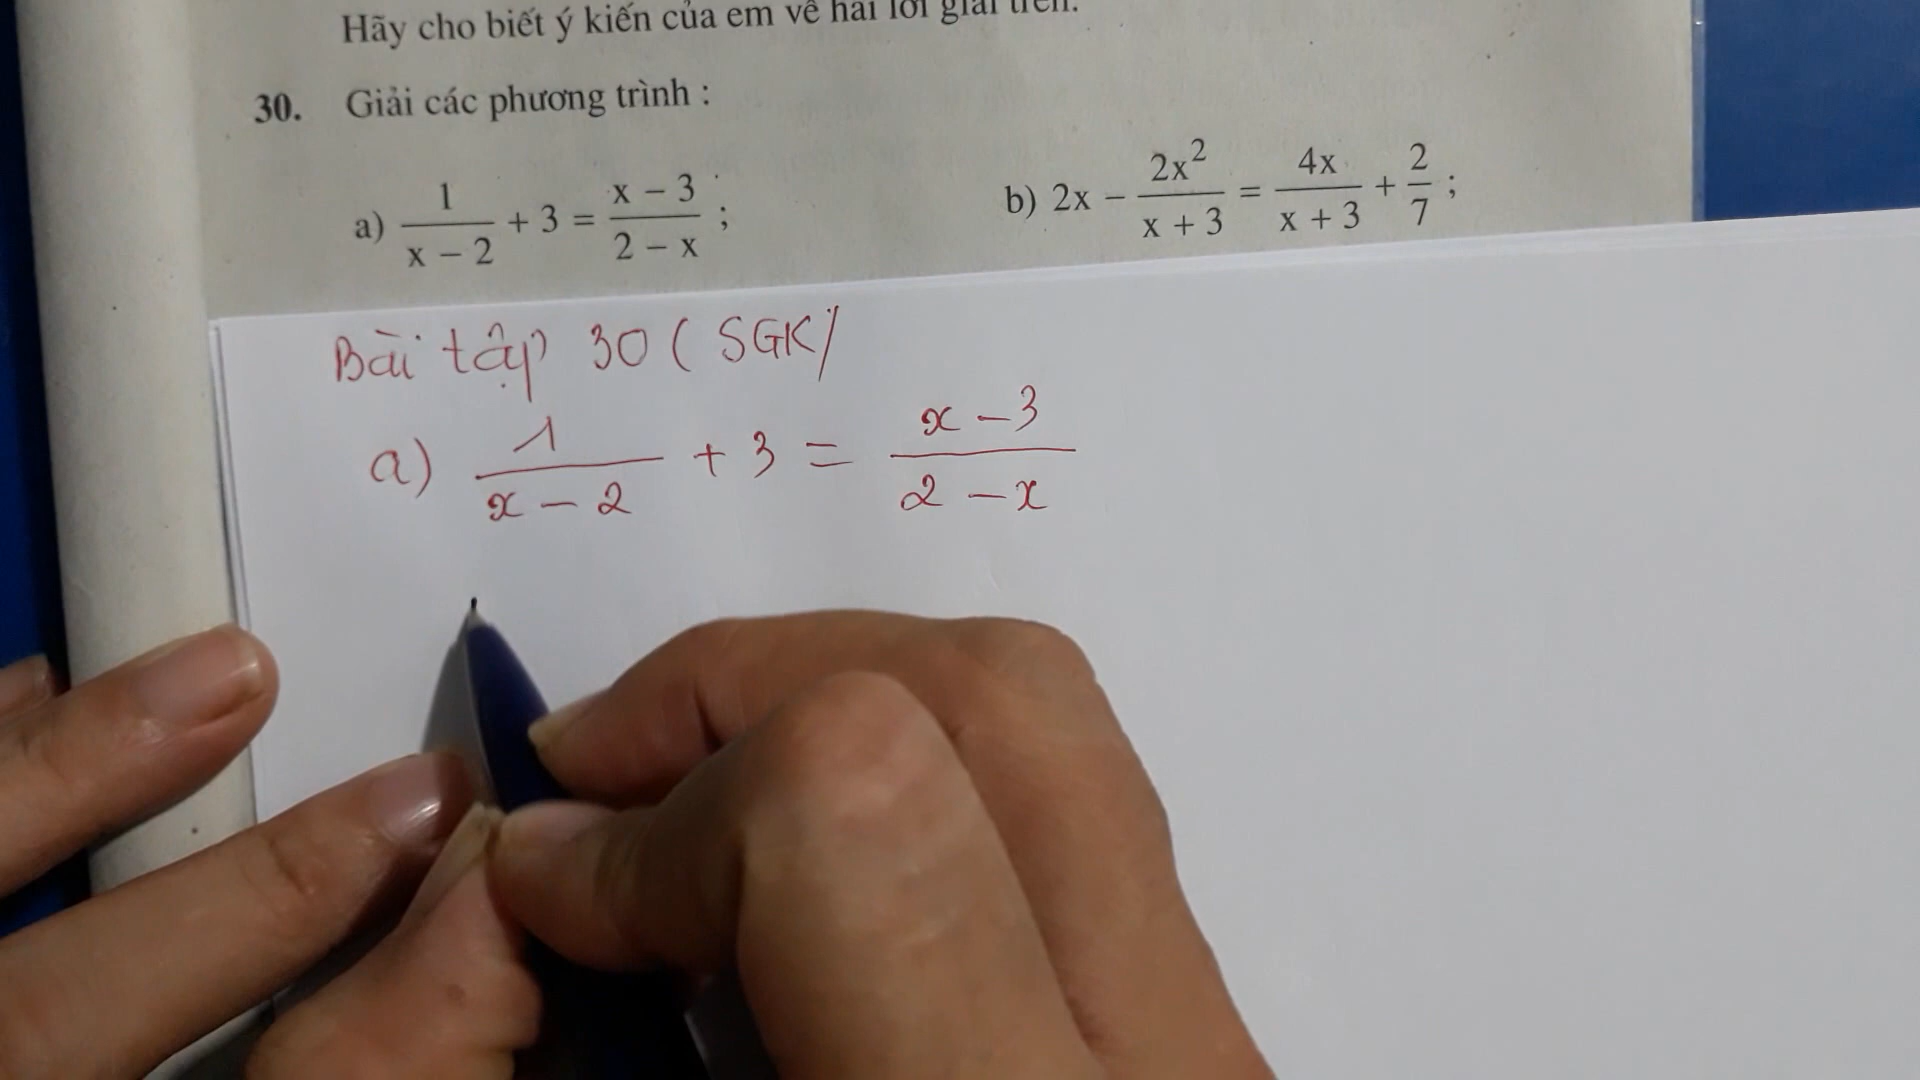 Hãy cho biết ý kiến của em về hai lời giải trên.
30. Giải các phương trình :
a) 1/(x – 2) + 3 = (x – 3)/(2 – x) ;
b) 2x – 2x²/(x + 3) = 4x/(x + 3) + 2/7 ;
Bài tập 30 (SGK)
a) 1/(x – 2) + 3 = (x – 3)/(2 – x)